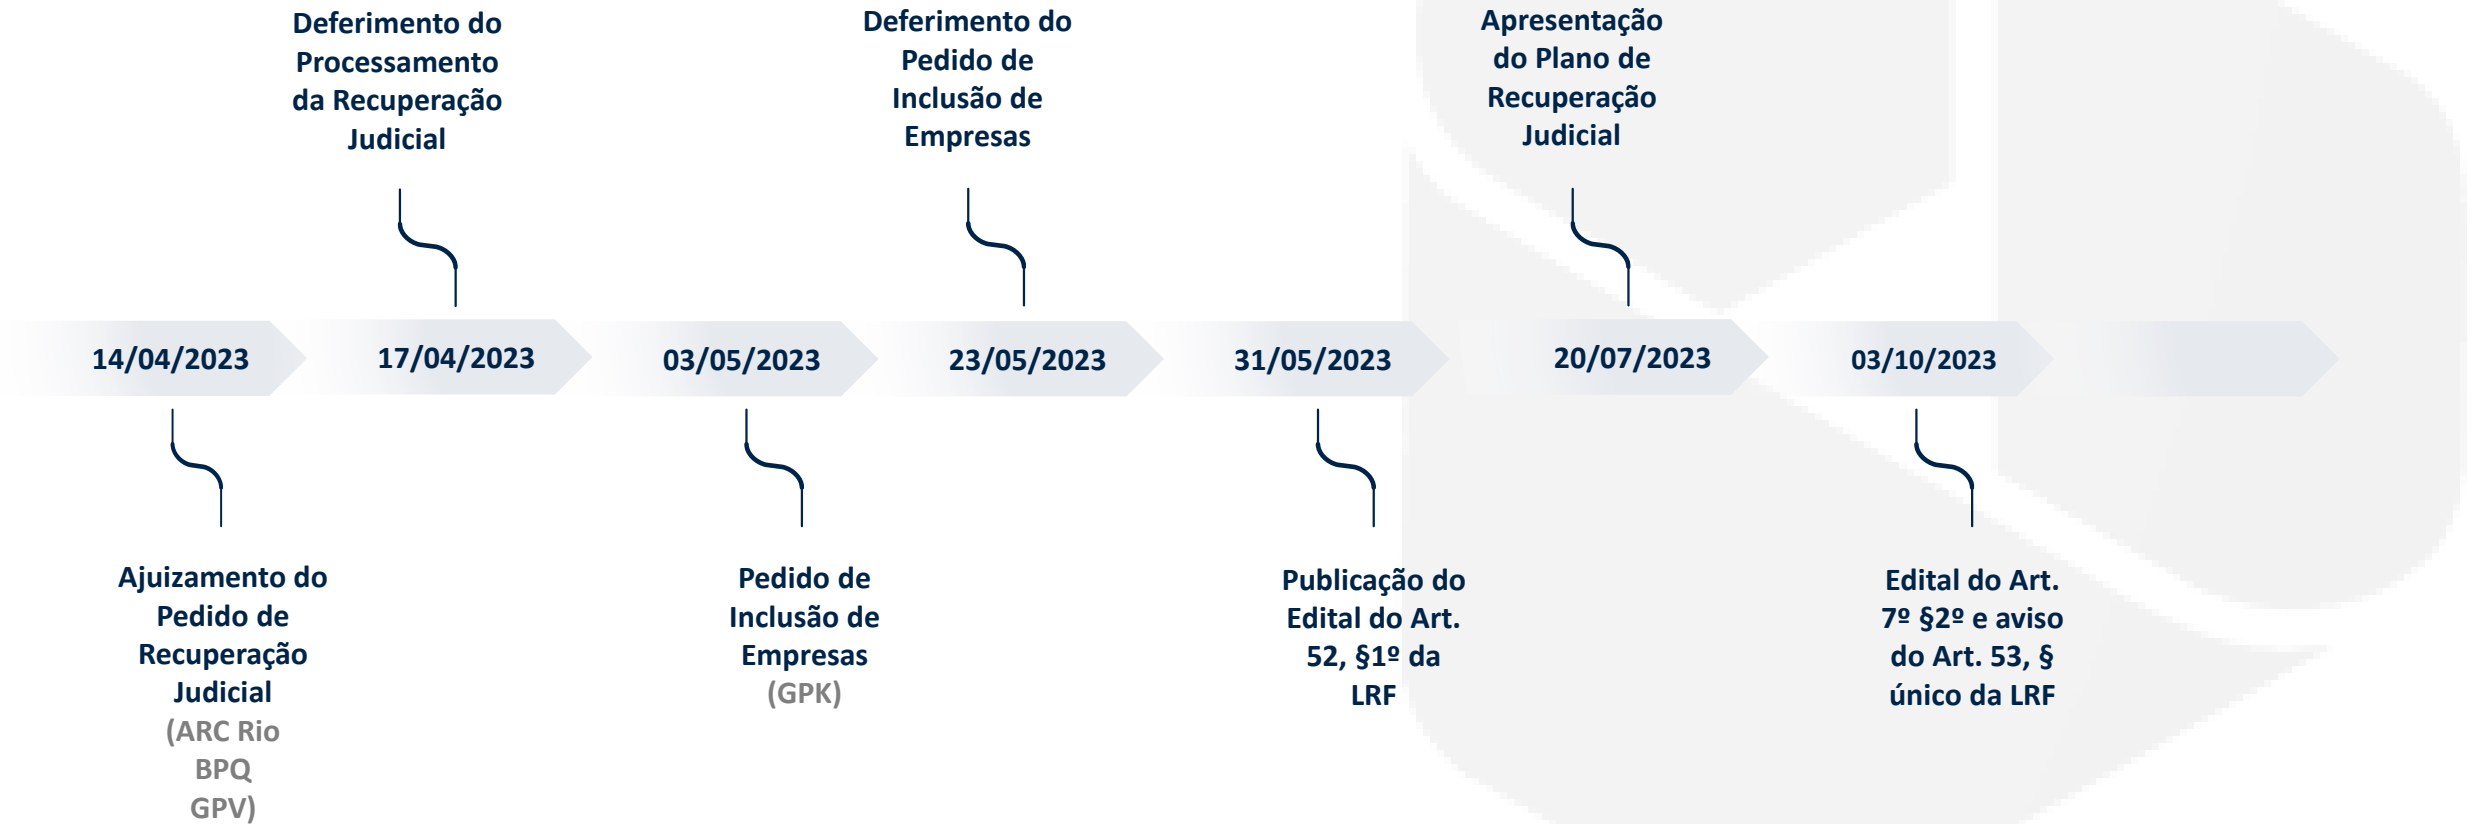 Deferimento do
Processamento
da Recuperação
Judicial
Deferimento do
Pedido de
Inclusão de
Empresas
Apresentação
do Plano de
Recuperação
Judicial
14/04/2023
17/04/2023
03/05/2023
23/05/2023
31/05/2023
20/07/2023
03/10/2023
Ajuizamento do
Pedido de
Recuperação
Judicial
(ARC Rio
BPQ
GPV)
Pedido de
Inclusão de
Empresas
(GPK)
Publicação do
Edital do Art.
52, §1º da
LRF
Edital do Art.
7º §2º e aviso
do Art. 53, §
único da LRF